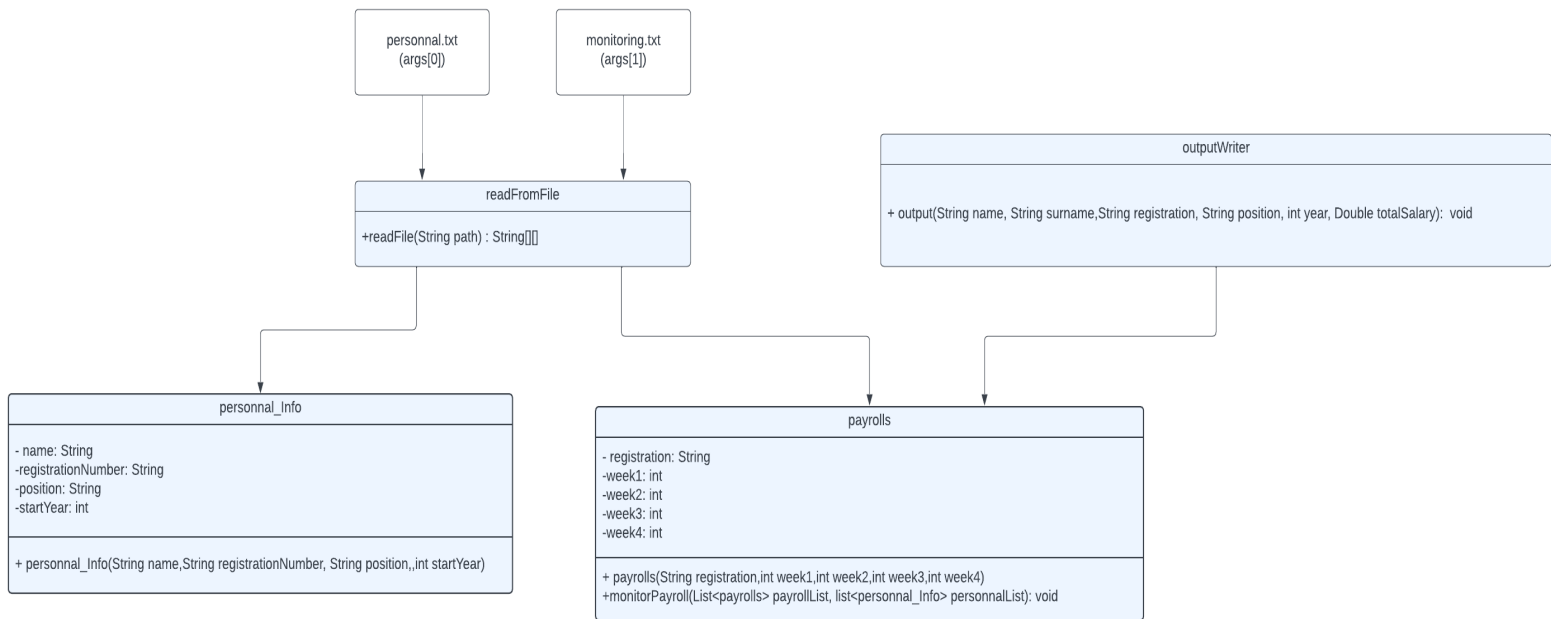 personnal.txt
(args[0])
monitoring.txt
(args[1])
outputWriter
+ output(String name, String surname,String registration, String position, int year, Double totalSalary):  void
readFromFile
+readFile(String path) : String[][]
personnal_Info
- name: String
-registrationNumber: String
-position: String
-startYear: int
+ personnal_Info(String name,String registrationNumber, String position,,int startYear)
payrolls
- registration: String
-week1: int
-week2: int
-week3: int
-week4: int
+ payrolls(String registration,int week1,int week2,int week3,int week4)
+monitorPayroll(List<payrolls> payrollList, list<personnal_Info> personnalList): void